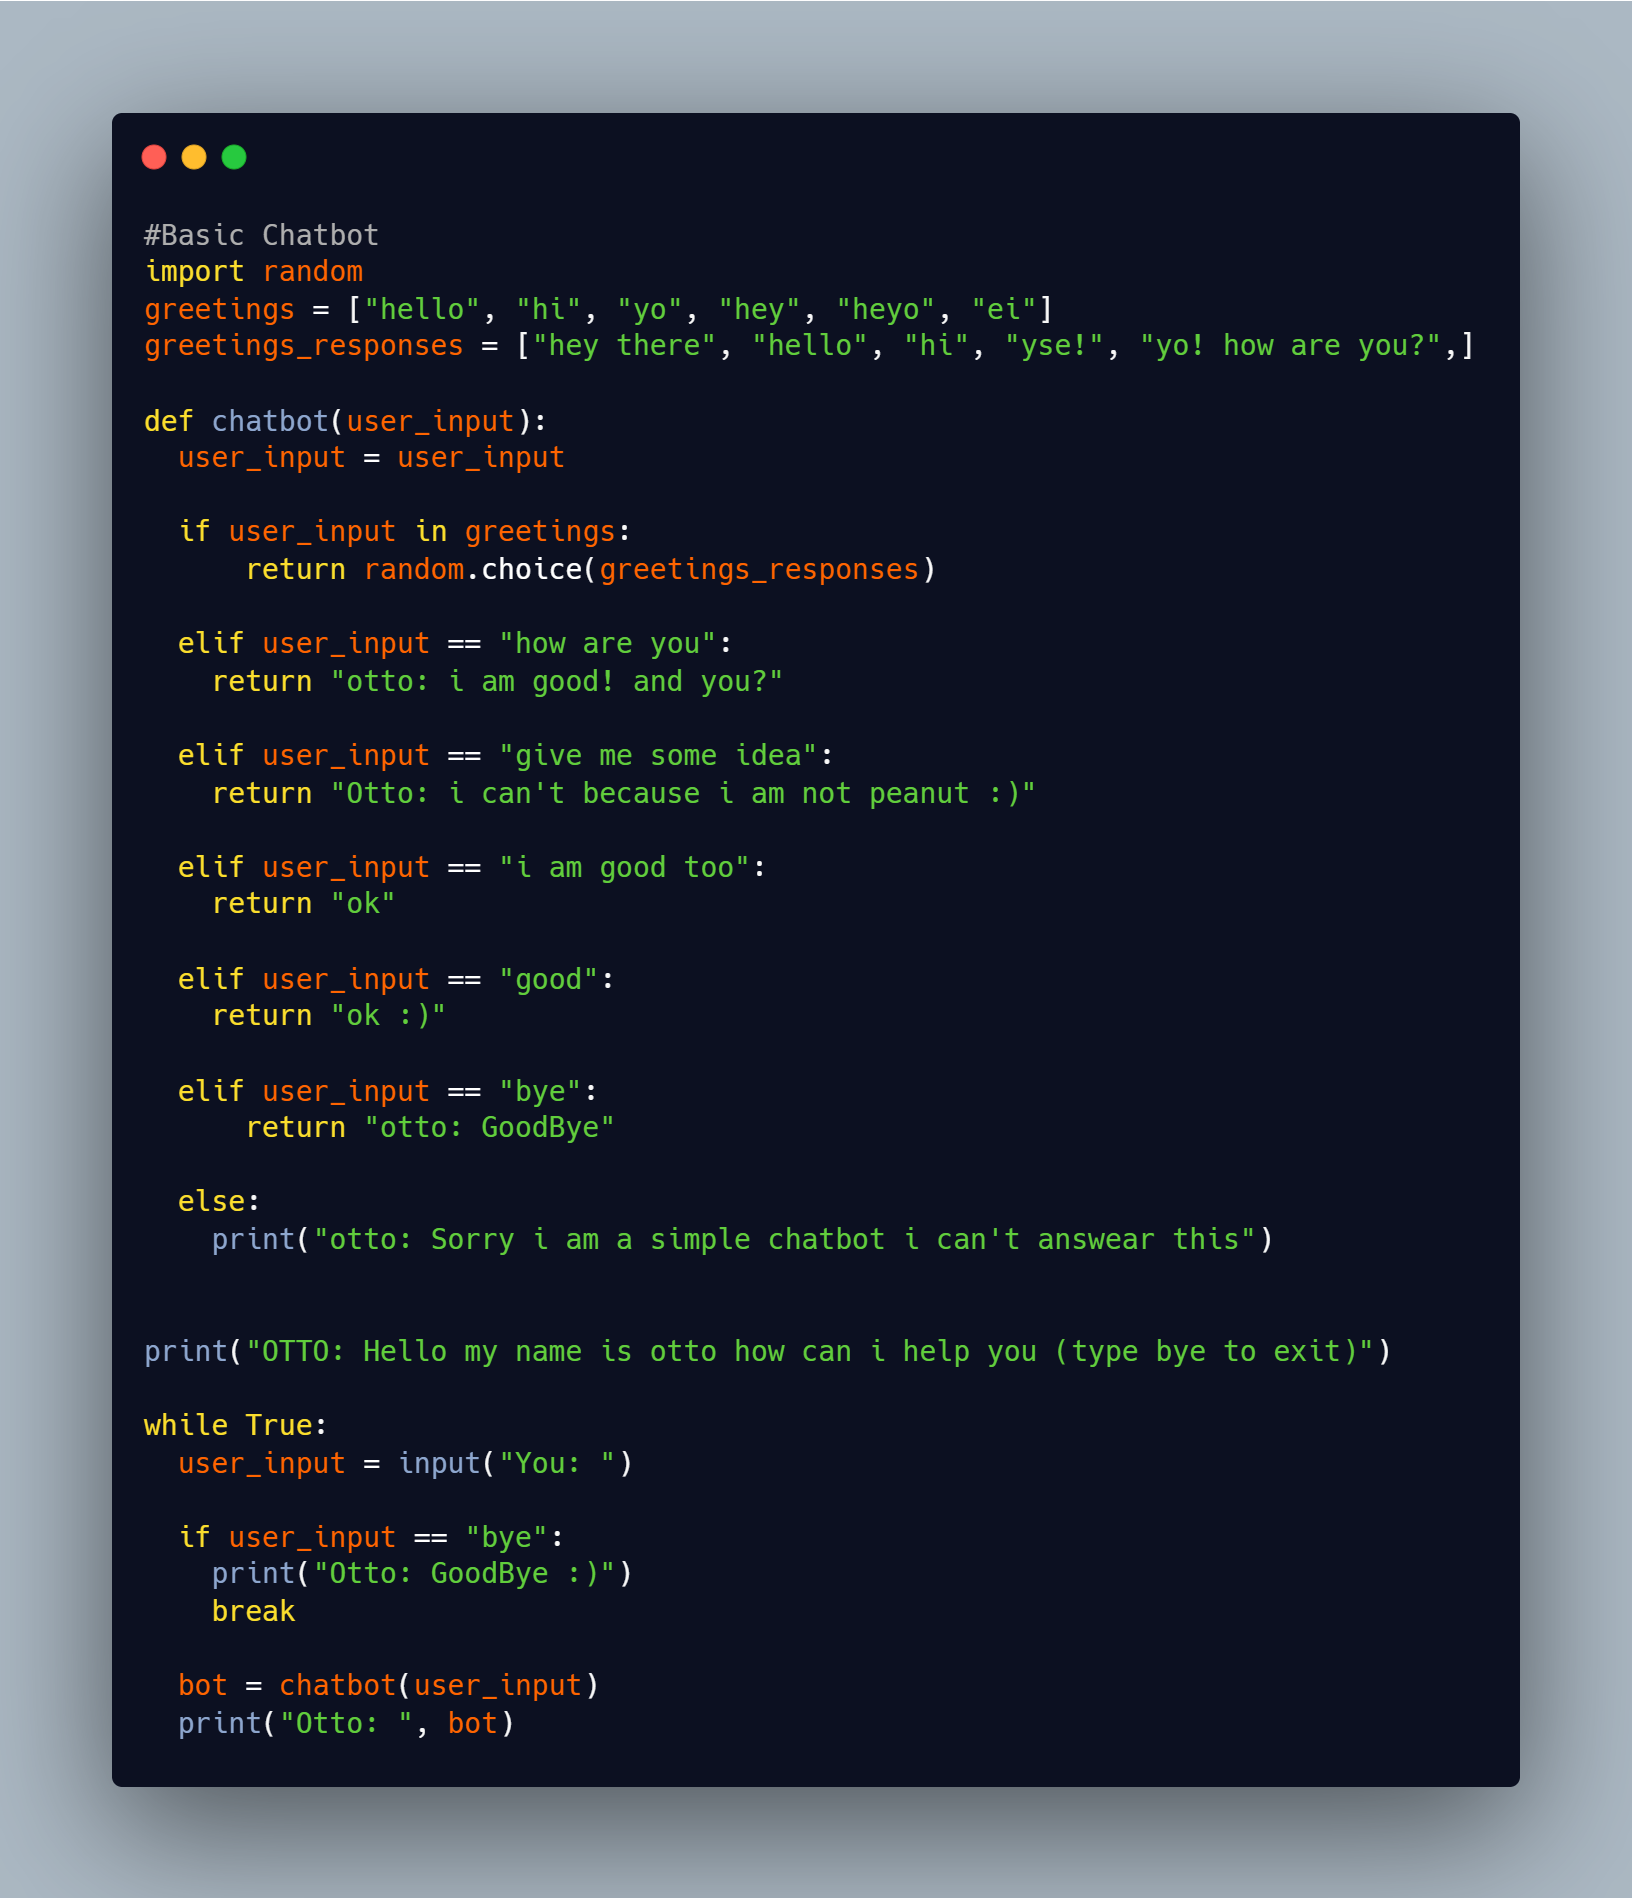 #Basic Chatbot
import random
greetings = ["hello", "hi", "yo", "hey", "heyo", "ei"]
greetings_responses = ["hey there", "hello", "hi", "yse!", "yo! how are you?",]

def chatbot(user_input):
  user_input = user_input

  if user_input in greetings:
      return random.choice(greetings_responses)

  elif user_input == "how are you":
    return "otto: i am good! and you?"

  elif user_input == "give me some idea":
    return "Otto: i can't because i am not peanut :)"

  elif user_input == "i am good too":
    return "ok"

  elif user_input == "good":
    return "ok :)"

  elif user_input == "bye":
      return "otto: GoodBye"

  else:
    print("otto: Sorry i am a simple chatbot i can't answear this")


print("OTTO: Hello my name is otto how can i help you (type bye to exit)")

while True:
  user_input = input("You: ")

  if user_input == "bye":
    print("Otto: GoodBye :)")
    break

  bot = chatbot(user_input)
  print("Otto: ", bot)